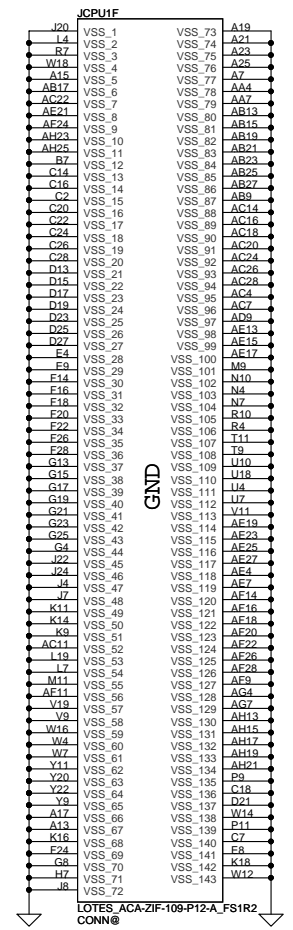 JCPU1F
J20 VSS_1 VSS_73 A19
L4 VSS_2 VSS_74 A21
R7 VSS_3 VSS_75 A23
W18 VSS_4 VSS_76 A25
A15 VSS_5 VSS_77 A7
AB17 VSS_6 VSS_78 AA4
AC22 VSS_7 VSS_79 AA7
AE21 VSS_8 VSS_80 AB13
AF24 VSS_9 VSS_81 AB15
AH23 VSS_10 VSS_82 AB19
AH25 VSS_11 VSS_83 AB21
B7 VSS_12 VSS_84 AB23
C14 VSS_13 VSS_85 AB25
C16 VSS_14 VSS_86 AB27
C2 VSS_15 VSS_87 AB9
C20 VSS_16 VSS_88 AC14
C22 VSS_17 VSS_89 AC16
C24 VSS_18 VSS_90 AC18
C26 VSS_19 VSS_91 AC20
C28 VSS_20 VSS_92 AC24
D13 VSS_21 VSS_93 AC26
D15 VSS_22 VSS_94 AC28
D17 VSS_23 VSS_95 AC4
D19 VSS_24 VSS_96 AC7
D23 VSS_25 VSS_97 AD9
D25 VSS_26 VSS_98 AE13
D27 VSS_27 VSS_99 AE15
E4 VSS_28 VSS_100 AE17
E9 VSS_29 VSS_101 M9
F14 VSS_30 VSS_102 N10
F16 VSS_31 VSS_103 N4
F18 VSS_32 VSS_104 N7
F20 VSS_33 VSS_105 R10
F22 VSS_34 VSS_106 R4
F26 VSS_35 VSS_107 T11
F28 VSS_36 VSS_108 T9
G13 VSS_37 VSS_109 U10
G15 VSS_38 VSS_110 U18
G17 VSS_39 VSS_111 U4
G19 VSS_40 VSS_112 U7
G21 VSS_41 VSS_113 V11
G23 VSS_42 VSS_114 AE19
G25 VSS_43 VSS_115 AE23
G4 VSS_44 VSS_116 AE25
J22 VSS_45 VSS_117 AE27
J24 VSS_46 VSS_118 AE4
J4 VSS_47 VSS_119 AE7
J7 VSS_48 VSS_120 AF14
K11 VSS_49 VSS_121 AF16
K14 VSS_50 VSS_122 AF18
K9 VSS_51 VSS_123 AF20
AC11 VSS_52 VSS_124 AF22
L19 VSS_53 VSS_125 AF26
L7 VSS_54 VSS_126 AF28
M11 VSS_55 VSS_127 AF9
AF11 VSS_56 VSS_128 AG4
V19 VSS_57 VSS_129 AG7
V9 VSS_58 VSS_130 AH13
W16 VSS_59 VSS_131 AH15
W4 VSS_60 VSS_132 AH17
W7 VSS_61 VSS_133 AH19
Y11 VSS_62 VSS_134 AH21
Y20 VSS_63 VSS_135 P9
Y22 VSS_64 VSS_136 C18
Y9 VSS_65 VSS_137 D21
A17 VSS_66 VSS_138 W14
A13 VSS_67 VSS_139 P11
K16 VSS_68 VSS_140 C7
F24 VSS_69 VSS_141 E8
G8 VSS_70 VSS_142 K18
H7 VSS_71 VSS_143 W12
J8 VSS_72
GND
LOTES_ACA-ZIF-109-P12-A_FS1R2
CONN@